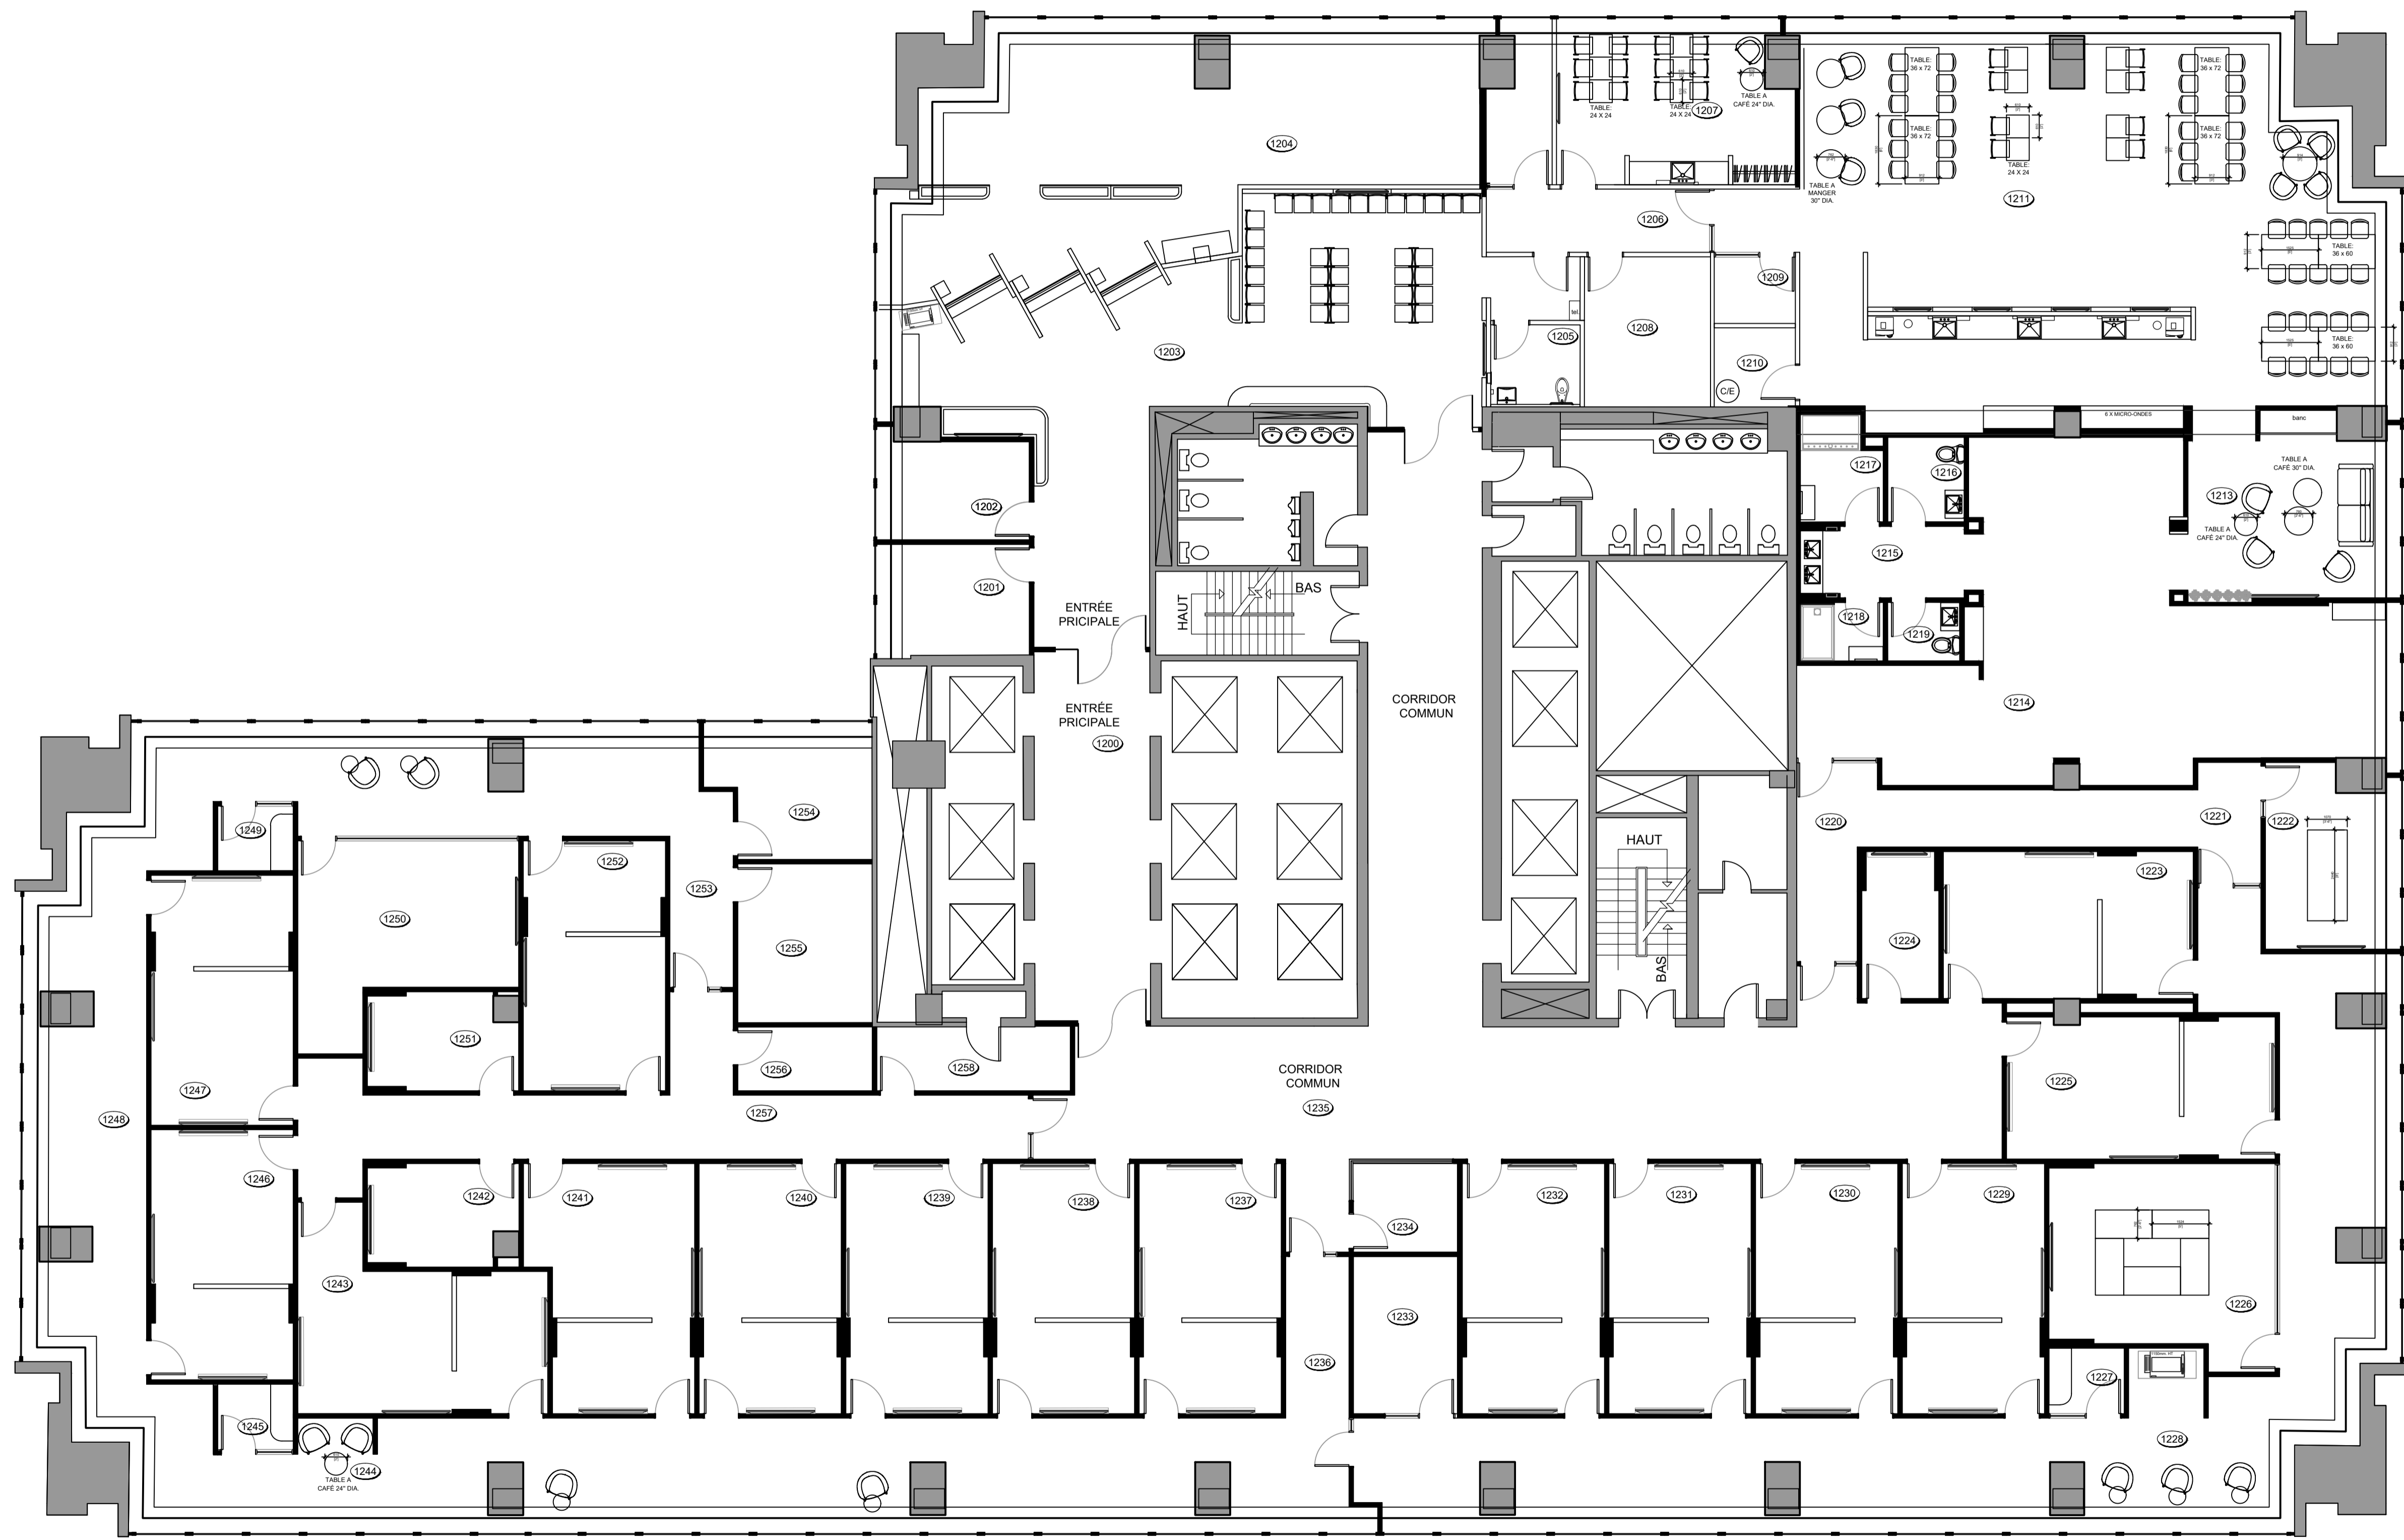 TABLE:
24 X 24
TABLE:
24 X 24
1207
TABLE A
CAFÉ 24" DIA.
TABLE:
36 x 72
TABLE:
36 x 72
TABLE:
36 x 72
TABLE:
36 x 72
TABLE:
24 X 24
TABLE A
MANGER
30" DIA.
1204
1211
1206
TABLE:
36 x 60
TABLE:
36 x 60
1209
tel.
1205
1208
1203
1210
C/E
6 X MICRO-ONDES
banc
TABLE A
CAFÉ 30" DIA.
1217
1216
1213
TABLE A
CAFÉ 24" DIA.
1202
1215
1201
BAS
HAUT
ENTRÉE
PRICIPALE
1218
1219
CORRIDOR
COMMUN
1214
ENTRÉE
PRICIPALE
1200
1254
1249
1252
1253
1250
1255
1220
1221
1222
HAUT
BAS
1223
1224
1251
1256
1258
1247
1248
1257
CORRIDOR
COMMUN
1235
1225
1246
1242
1241
1240
1239
1238
1237
1234
1232
1231
1230
1229
1243
1233
1226
1236
1227
1245
1244
TABLE A
CAFÉ 24" DIA.
1228